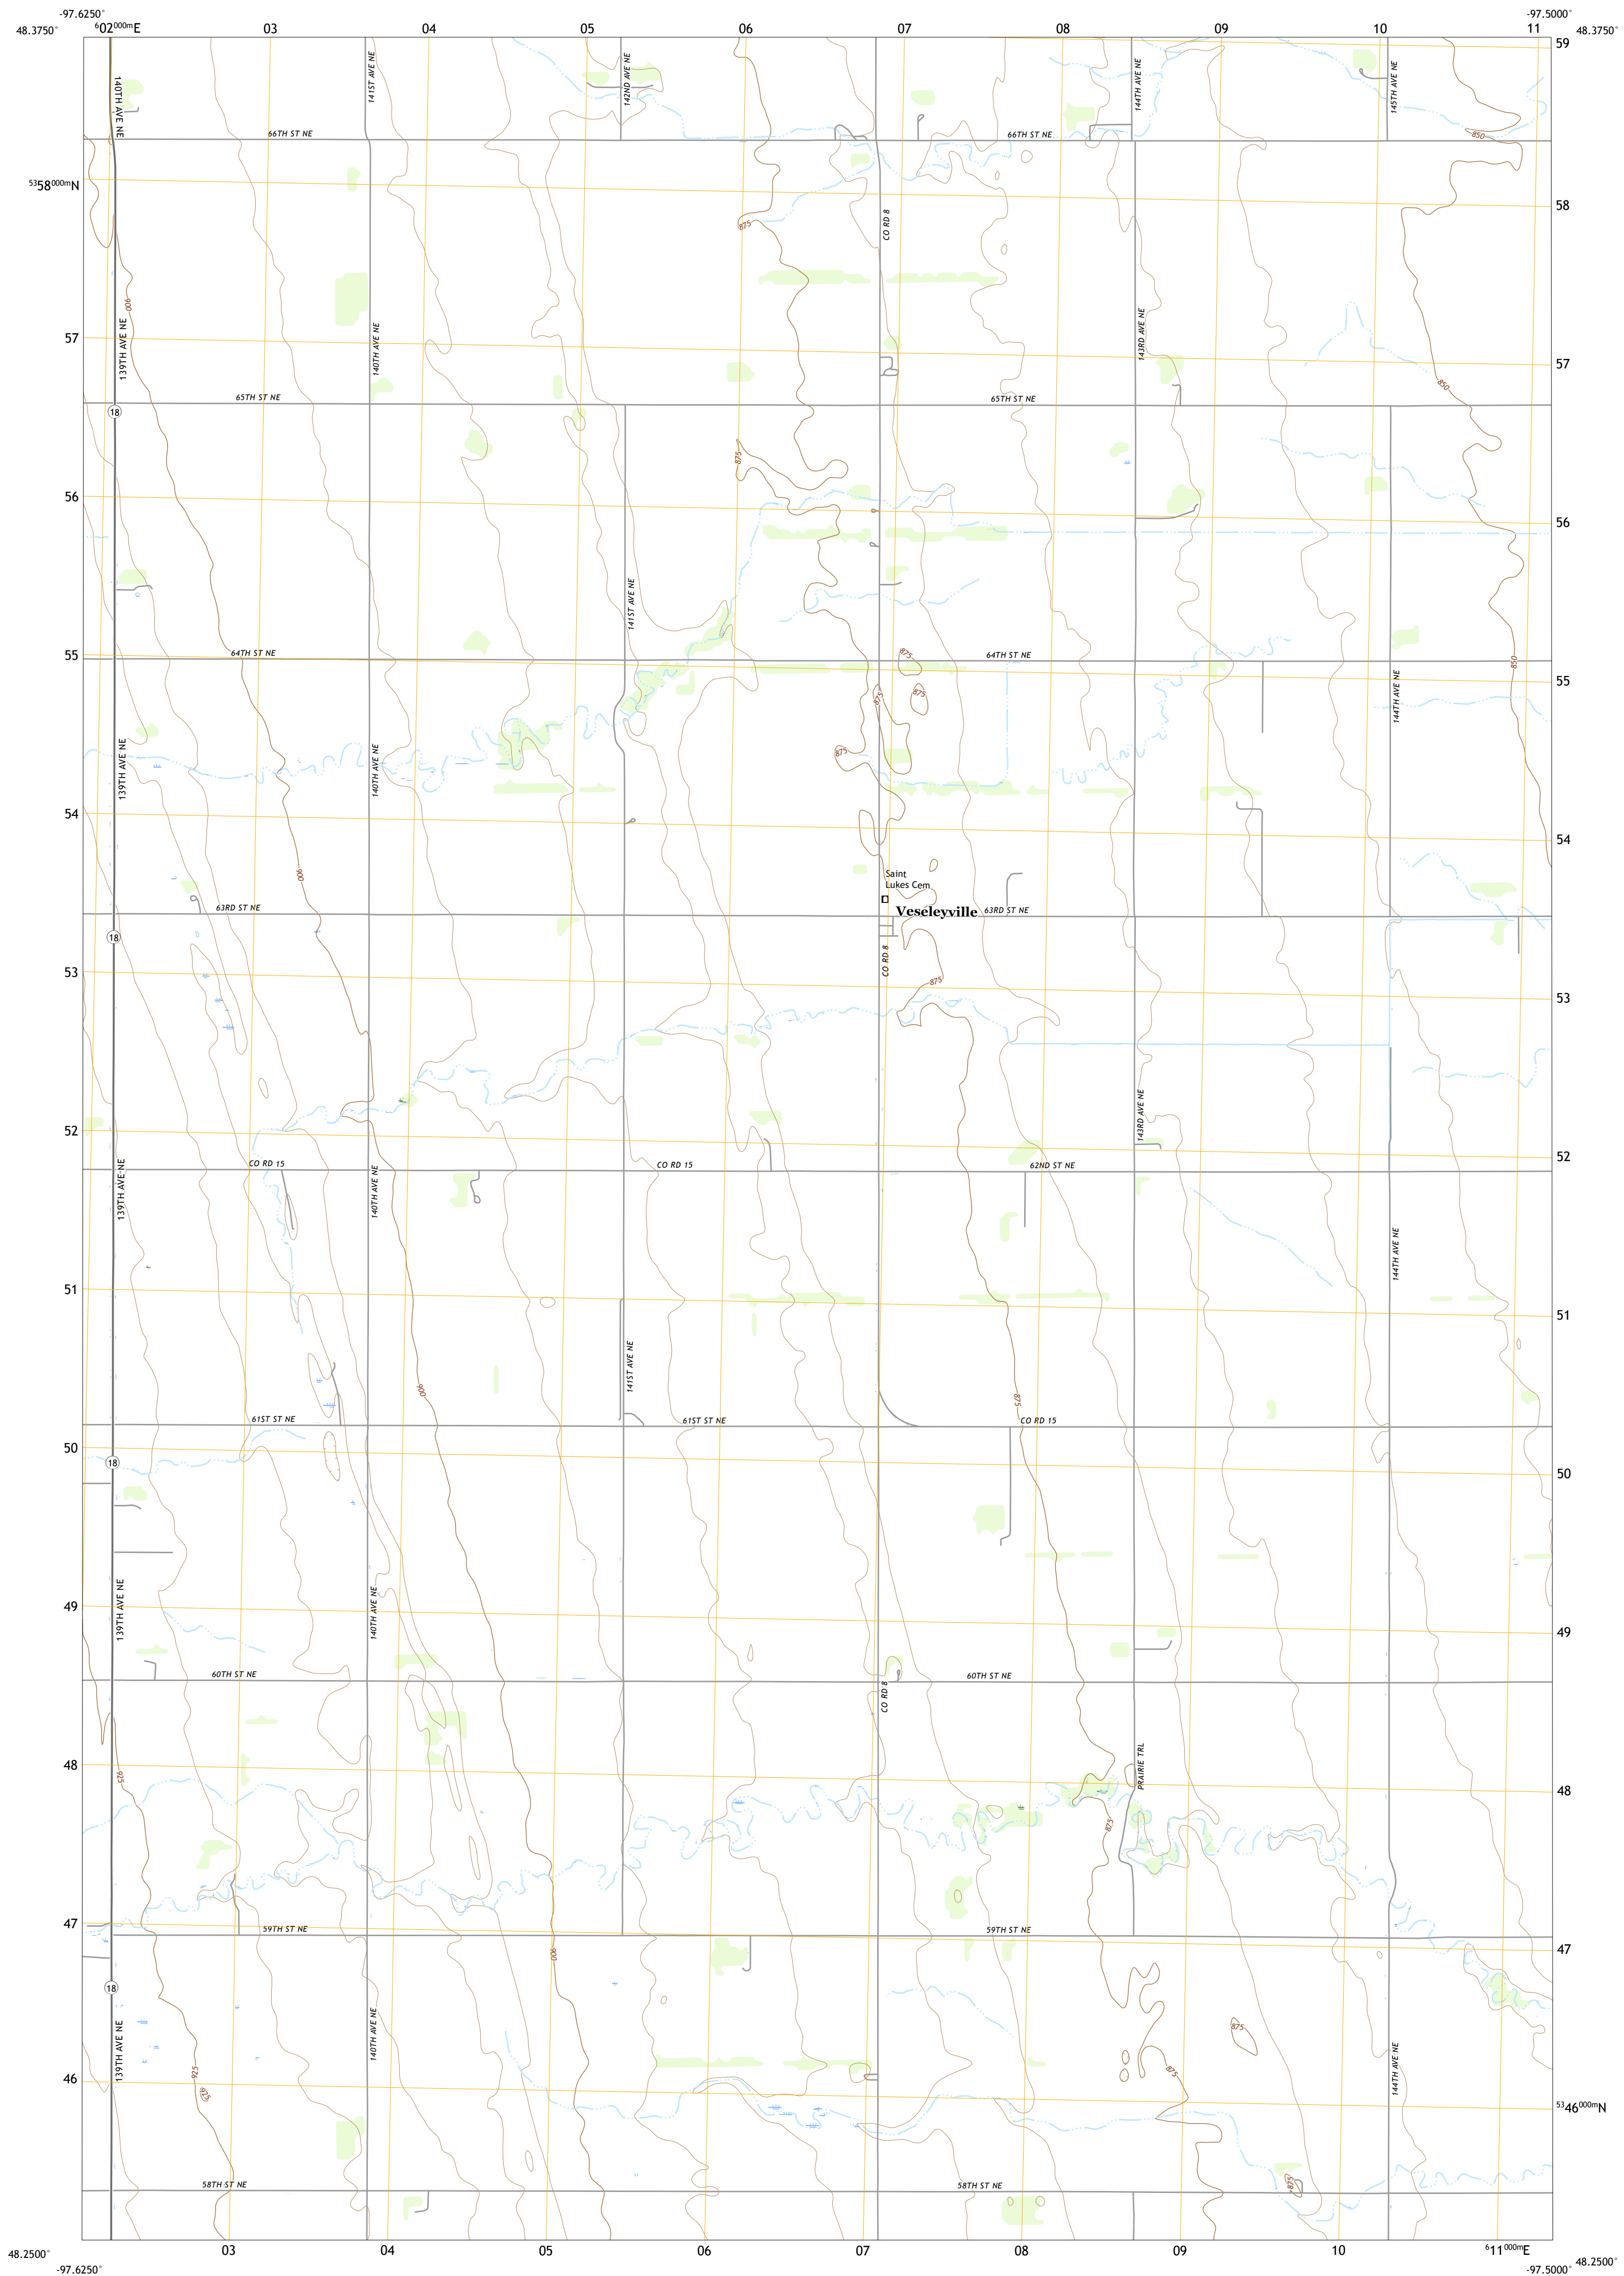 -97.6250°
-97.5000°
48.3750°
⁶02⁰⁰⁰ᵐE
03
04
05
06
07
08
09
10
11
48.3750°
59
140TH AVE NE
141ST AVE NE
142ND AVE NE
144TH AVE NE
145TH AVE NE
66TH ST NE
66TH ST NE
850
⁵³58⁰⁰⁰ᵐN
58
875
CO RD 8
900
139TH AVE NE
140TH AVE NE
143RD AVE NE
57
57
850
65TH ST NE
65TH ST NE
18
875
56
56
141ST AVE NE
64TH ST NE
64TH ST NE
875
850
55
55
875
875
144TH AVE NE
875
139TH AVE NE
140TH AVE NE
54
54
900
Saint
Lukes Cem
63RD ST NE
Veseleyville
63RD ST NE
18
CO RD 8
53
53
875
143RD AVE NE
52
52
CO RD 15
CO RD 15
62ND ST NE
139TH AVE NE
140TH AVE NE
144TH AVE NE
51
51
141ST AVE NE
900
875
61ST ST NE
61ST ST NE
CO RD 15
50
50
18
139TH AVE NE
140TH AVE NE
49
49
60TH ST NE
60TH ST NE
CO RD 8
48
48
925
PRAIRIE TRL
875
47
47
59TH ST NE
59TH ST NE
900
18
875
139TH AVE NE
140TH AVE NE
144TH AVE NE
925
875
925
46
⁵³46⁰⁰⁰ᵐN
58TH ST NE
58TH ST NE
875
48.2500°
03
04
05
06
07
08
09
10
⁶11⁰⁰⁰ᵐE
48.2500°
-97.6250°
-97.5000°